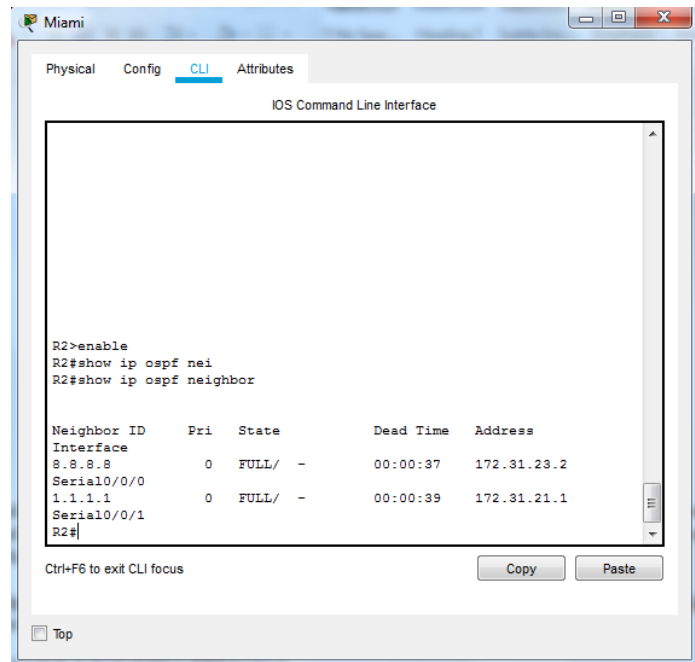 Miami
Physical Config CLI Attributes
IOS Command Line Interface
R2>enable
R2#show ip ospf nei
R2#show ip ospf neighbor
Neighbor ID Pri State Dead Time Address
Interface
8.8.8.8 0 FULL/ - 00:00:37 172.31.23.2
Serial0/0/0
1.1.1.1 0 FULL/ - 00:00:39 172.31.21.1
Serial0/0/1
R2#
Ctrl+F6 to exit CLI focus
Copy Paste
Top